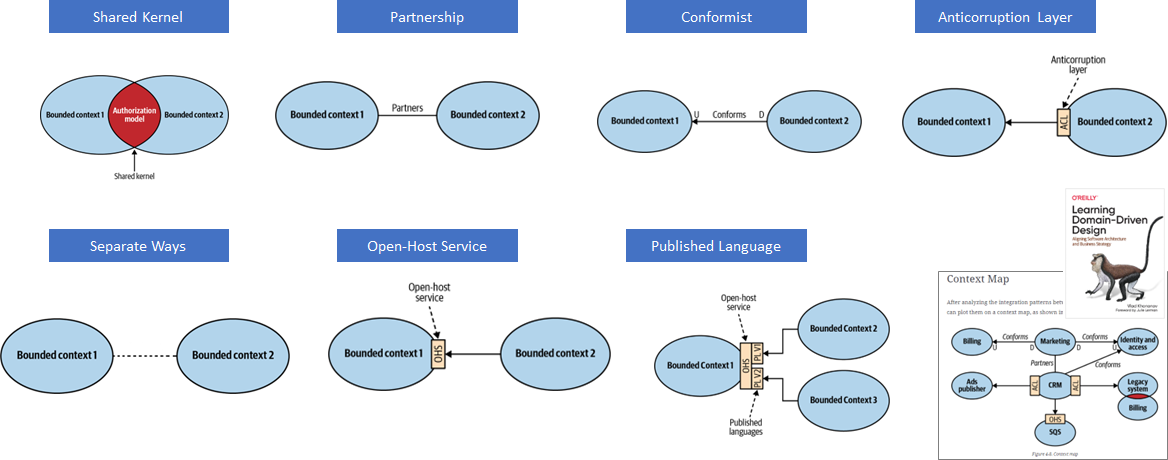 Shared Kernel
Partnership
Conformist
Anticorruption Layer
Bounded context 1
Authorization
model
Bounded context 2
Shared kernel
Bounded context 1
Partners
Bounded context 2
Bounded context 1
U
Conforms
D
Bounded context 2
Anticorruption
layer
Bounded context 1
ACL
Bounded context 2
Separate Ways
Open-Host Service
Published Language
Bounded context 1
Bounded context 2
Open-host
service
Bounded context 1
OHS
Bounded context 2
Open-host
service
Bounded context 1
OHS
PL V1
PL V2
Bounded Context 2
Bounded Context 3
Published
languages
O'REILLY
Learning
Domain-Driven
Design
Aligning Software Architecture
and Business Strategy
Vlad Khononov
Foreword by Julie Lerman
Context Map
After analyzing the integration patterns
can plot them on a context map, as shown
Billing
U
Conforms
D
Marketing
D
Conforms
U
Identity and
access
Partners
Conforms
Ads
publisher
ACL
CRM
ACL
Legacy
system
Billing
OHS
SQS
Figure 4-8. Context map